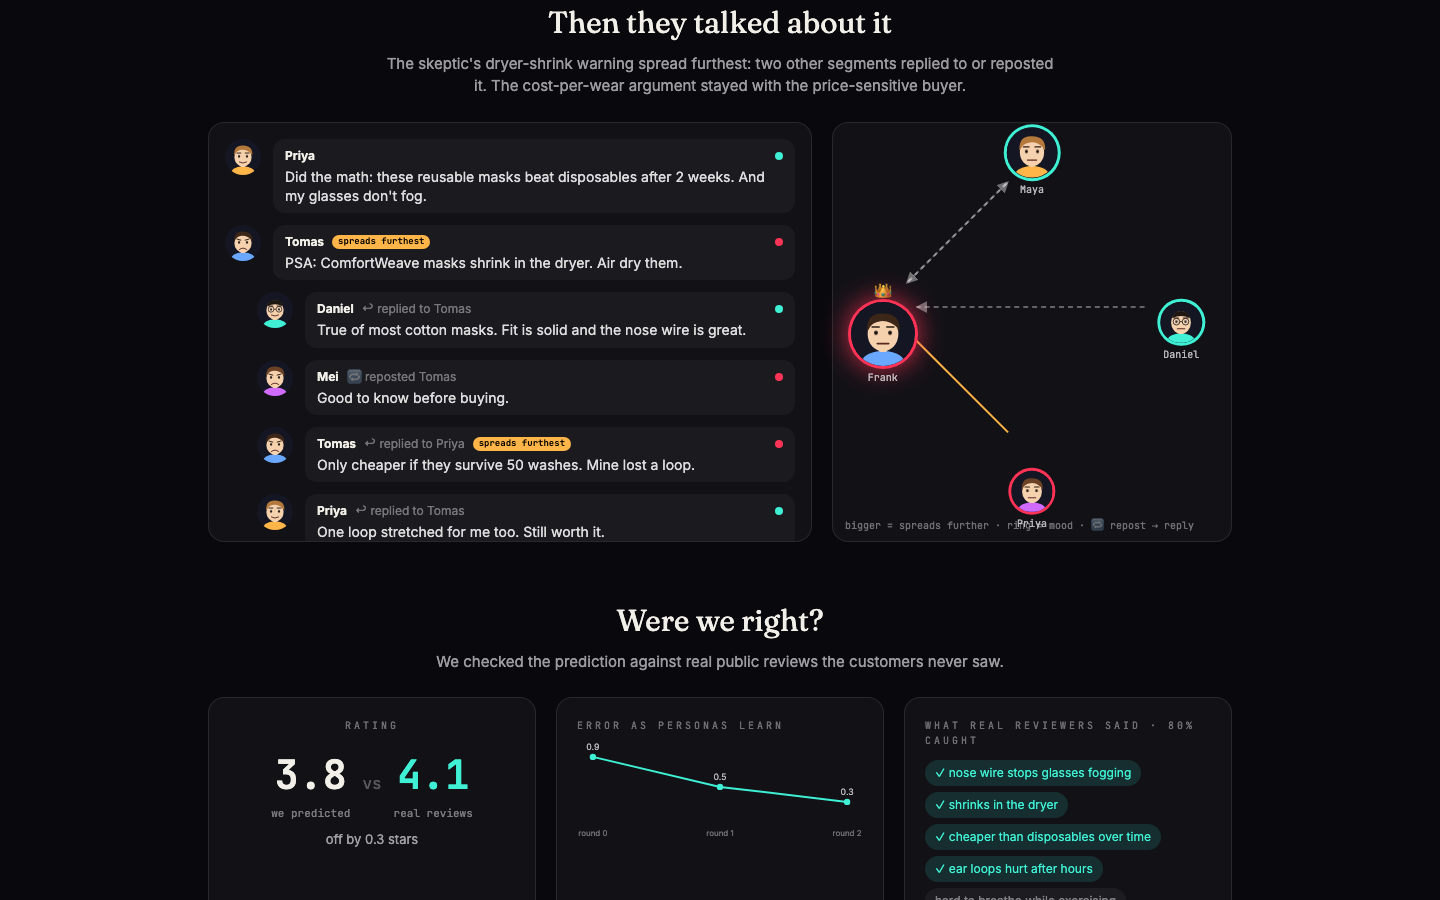 Then they talked about it
The skeptic's dryer-shrink warning spread furthest: two other segments replied to or reposted
it. The cost-per-wear argument stayed with the price-sensitive buyer.
Priya
Did the math: these reusable masks beat disposables after 2 weeks. And
my glasses don't fog.
Tomas spreads furthest
PSA: ComfortWeave masks shrink in the dryer. Air dry them.
Daniel ↩ replied to Tomas
True of most cotton masks. Fit is solid and the nose wire is great.
Mei 🔁 reposted Tomas
Good to know before buying.
Tomas ↩ replied to Priya spreads furthest
Only cheaper if they survive 50 washes. Mine lost a loop.
Priya ↩ replied to Tomas
One loop stretched for me too. Still worth it.
Maya
Frank
Daniel
Priya
bigger = spreads further · ring = mood · 🔁 repost → reply
Were we right?
We checked the prediction against real public reviews the customers never saw.
RATING
3.8 vs 4.1
we predicted real reviews
off by 0.3 stars
ERROR AS PERSONAS LEARN
0.9
0.5
0.3
round 0 round 1 round 2
WHAT REAL REVIEWERS SAID · 80%
CAUGHT
✓ nose wire stops glasses fogging
✓ shrinks in the dryer
✓ cheaper than disposables over time
✓ ear loops hurt after hours
hard to breathe while exercising